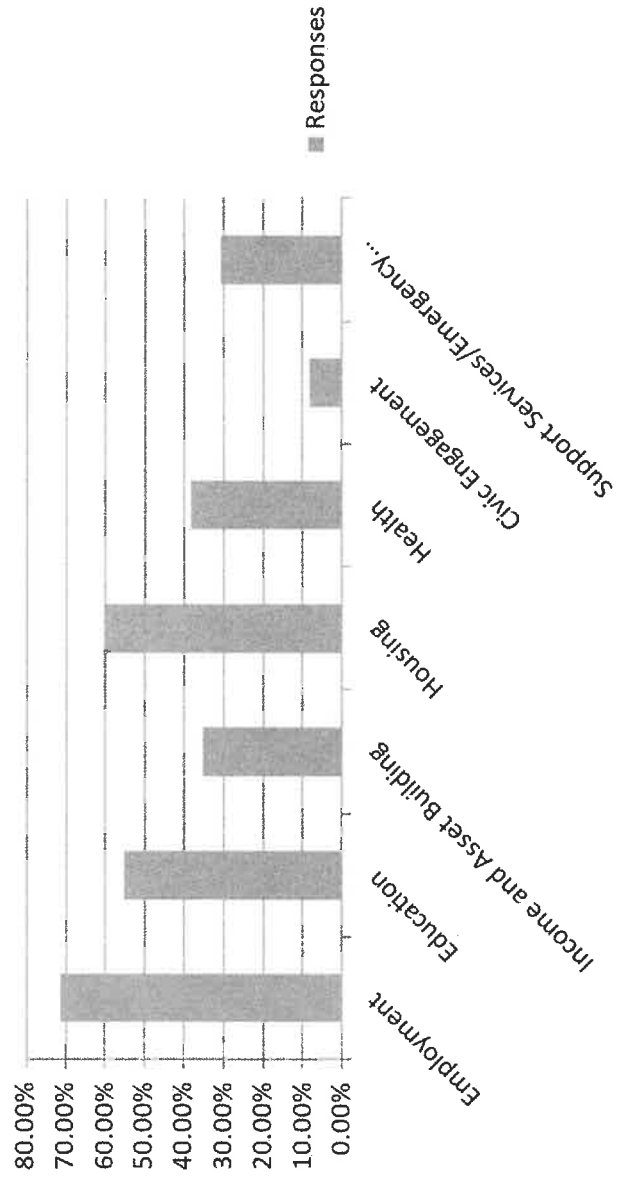 80.00%
70.00%
60.00%
50.00%
40.00%
30.00%
20.00%
10.00%
0.00%
Employment
Education
Income and Asset Building
Housing
Health
Civic Engagement
Support Services/Emergency...
Responses